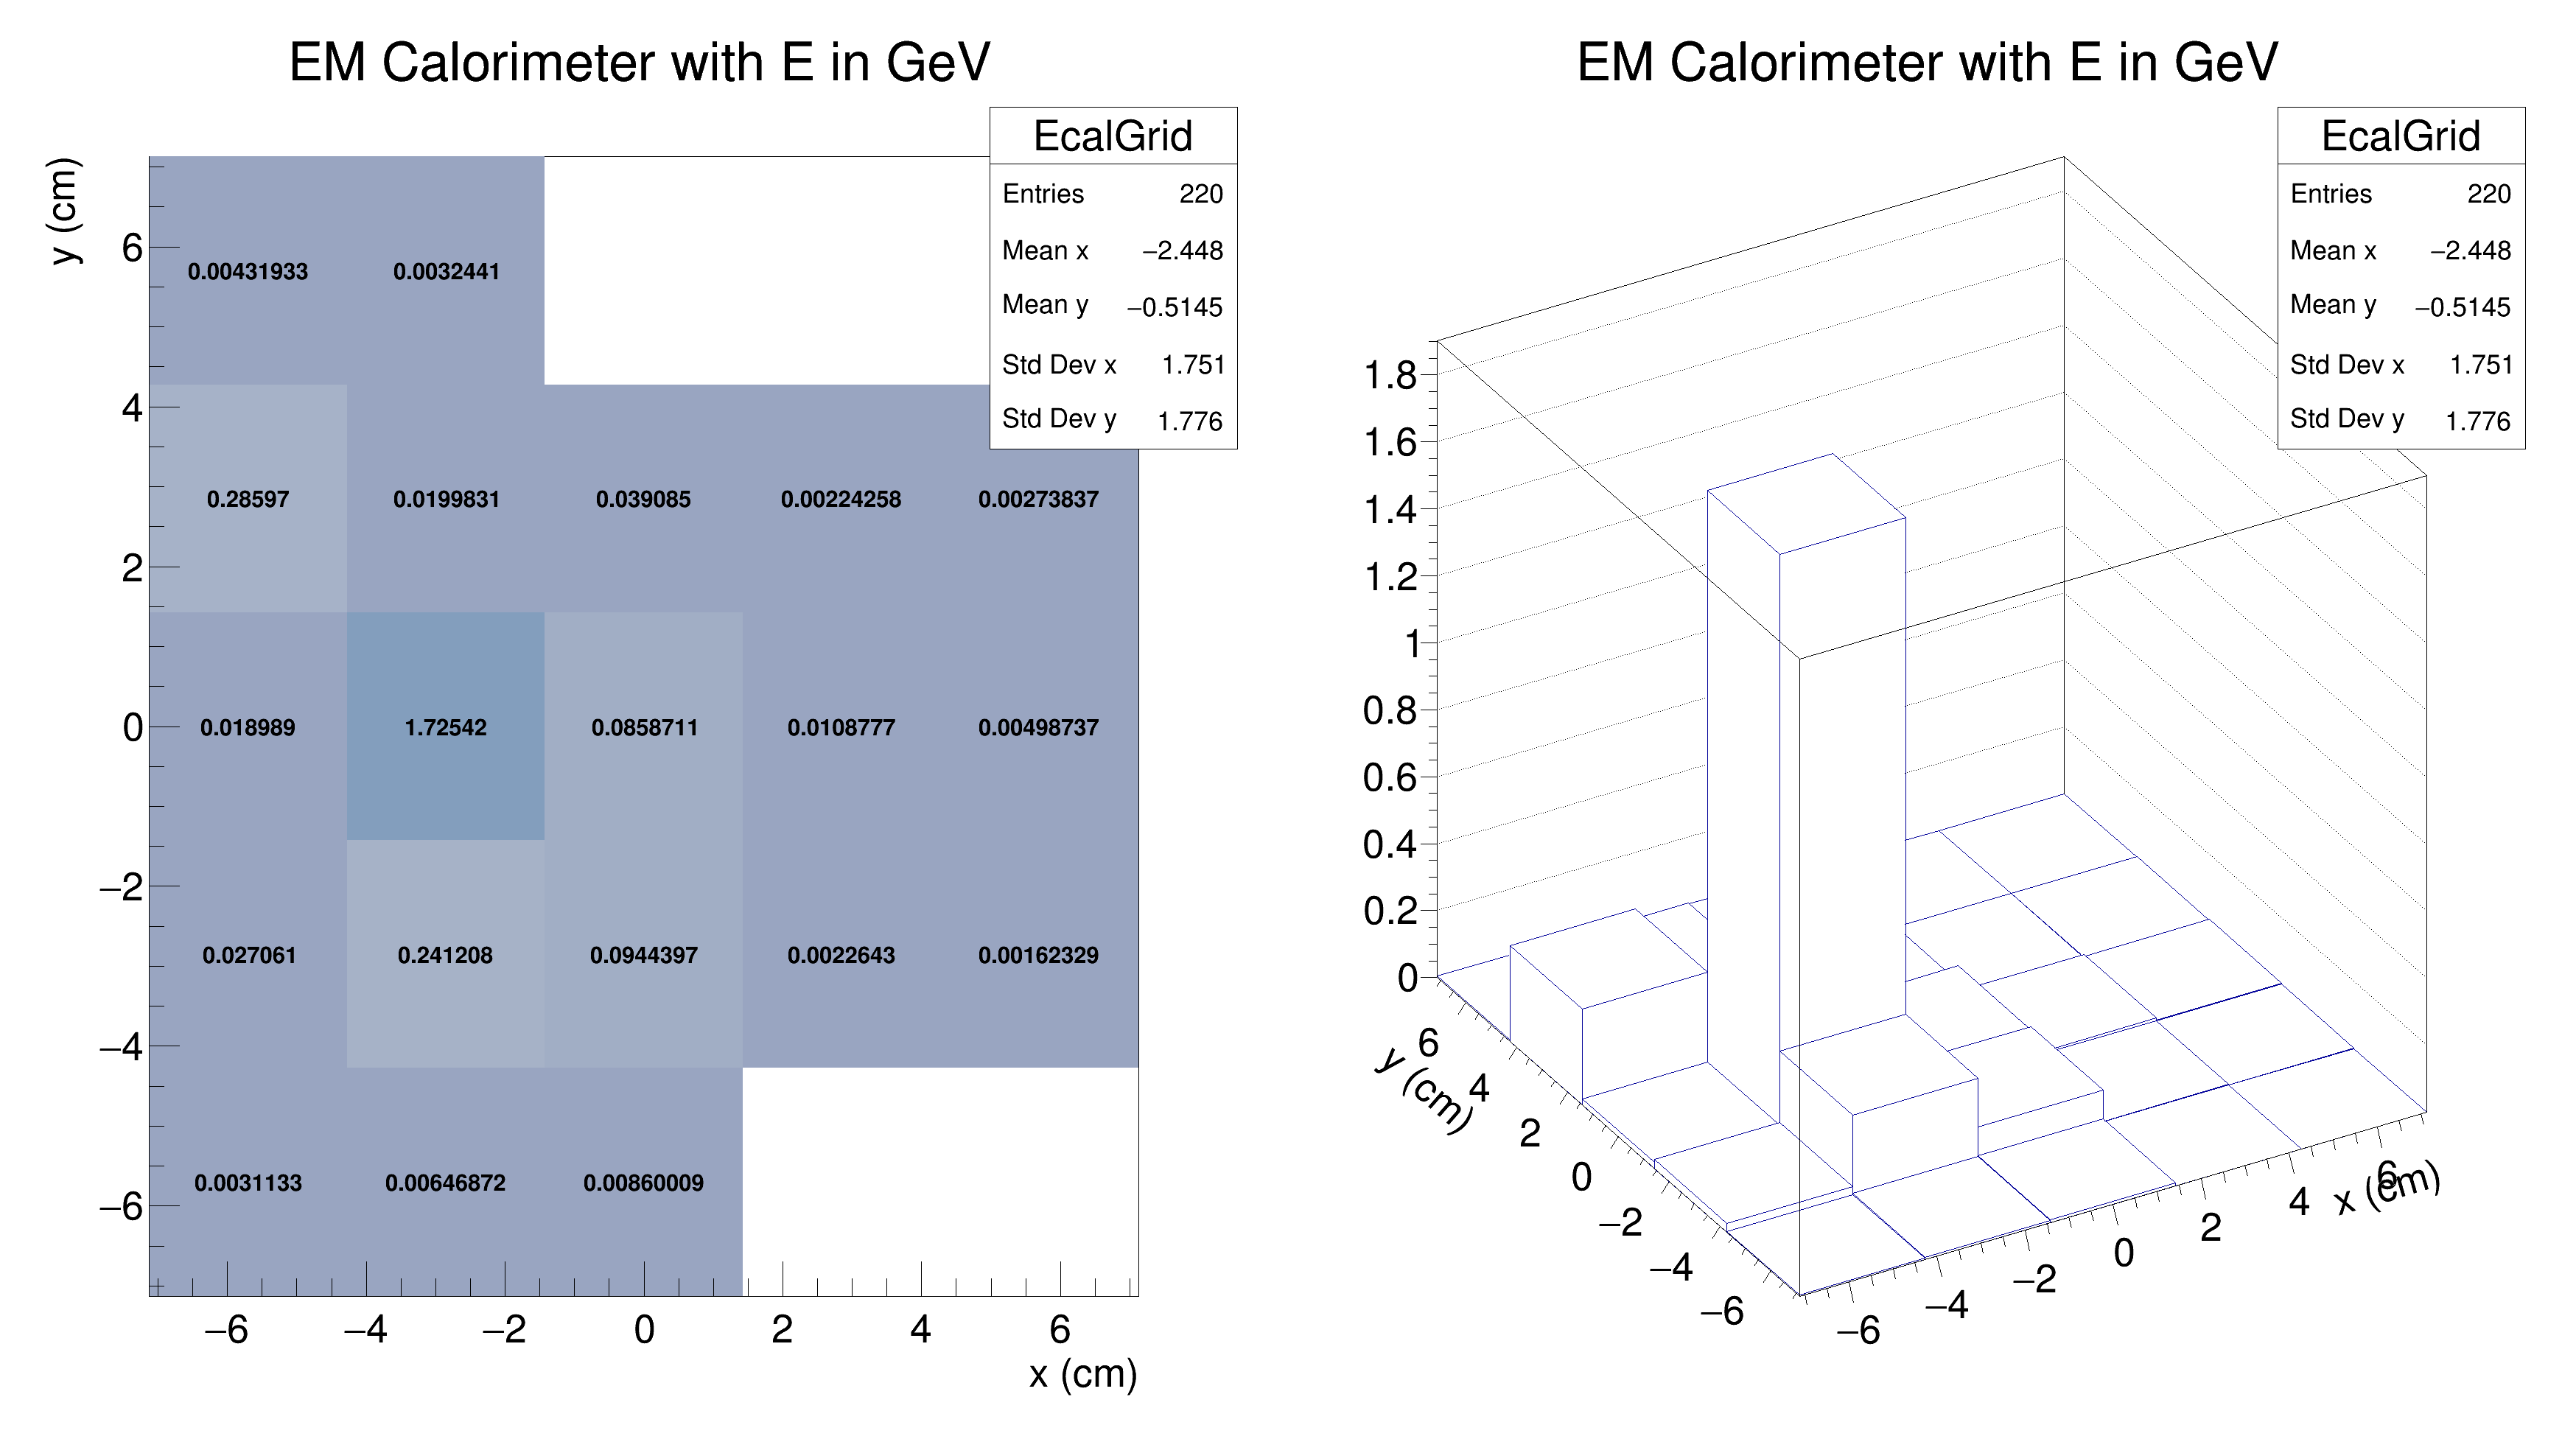 EM Calorimeter with E in GeV
EcalGrid
Entries 220
Mean x −2.448
Mean y −0.5145
Std Dev x 1.751
Std Dev y 1.776
y (cm)
6
4
2
0
−2
−4
−6
0.00431933 0.0032441
0.28597 0.0199831 0.039085 0.00224258 0.00273837
0.018989 1.72542 0.0858711 0.0108777 0.00498737
0.027061 0.241208 0.0944397 0.0022643 0.00162329
0.0031133 0.00646872 0.00860009
−6 −4 −2 0 2 4 6
x (cm)
EM Calorimeter with E in GeV
EcalGrid
Entries 220
Mean x −2.448
Mean y −0.5145
Std Dev x 1.751
Std Dev y 1.776
1.8
1.6
1.4
1.2
1
0.8
0.6
0.4
0.2
0
y (cm)
6
4
2
0
−2
−4
−6
−6 −4 −2 0 2 4 6
x (cm)